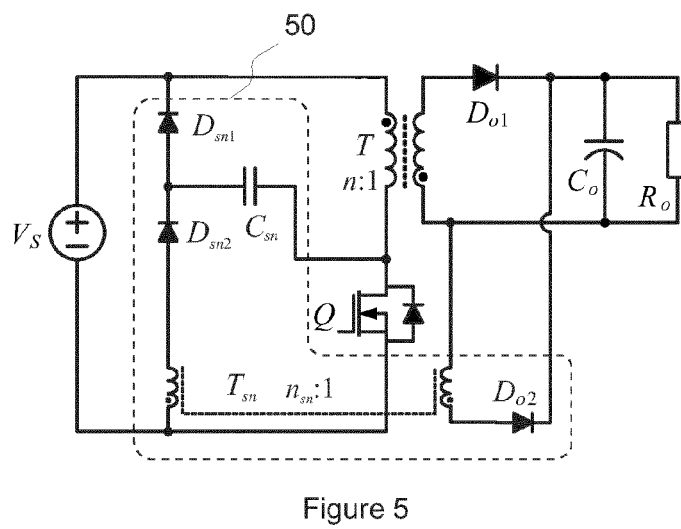 50
D_sn1
T
n:1
D_o1
C_o
R_o
V_S
D_sn2
C_sn
Q
T_sn n_sn:1
D_o2
Figure 5